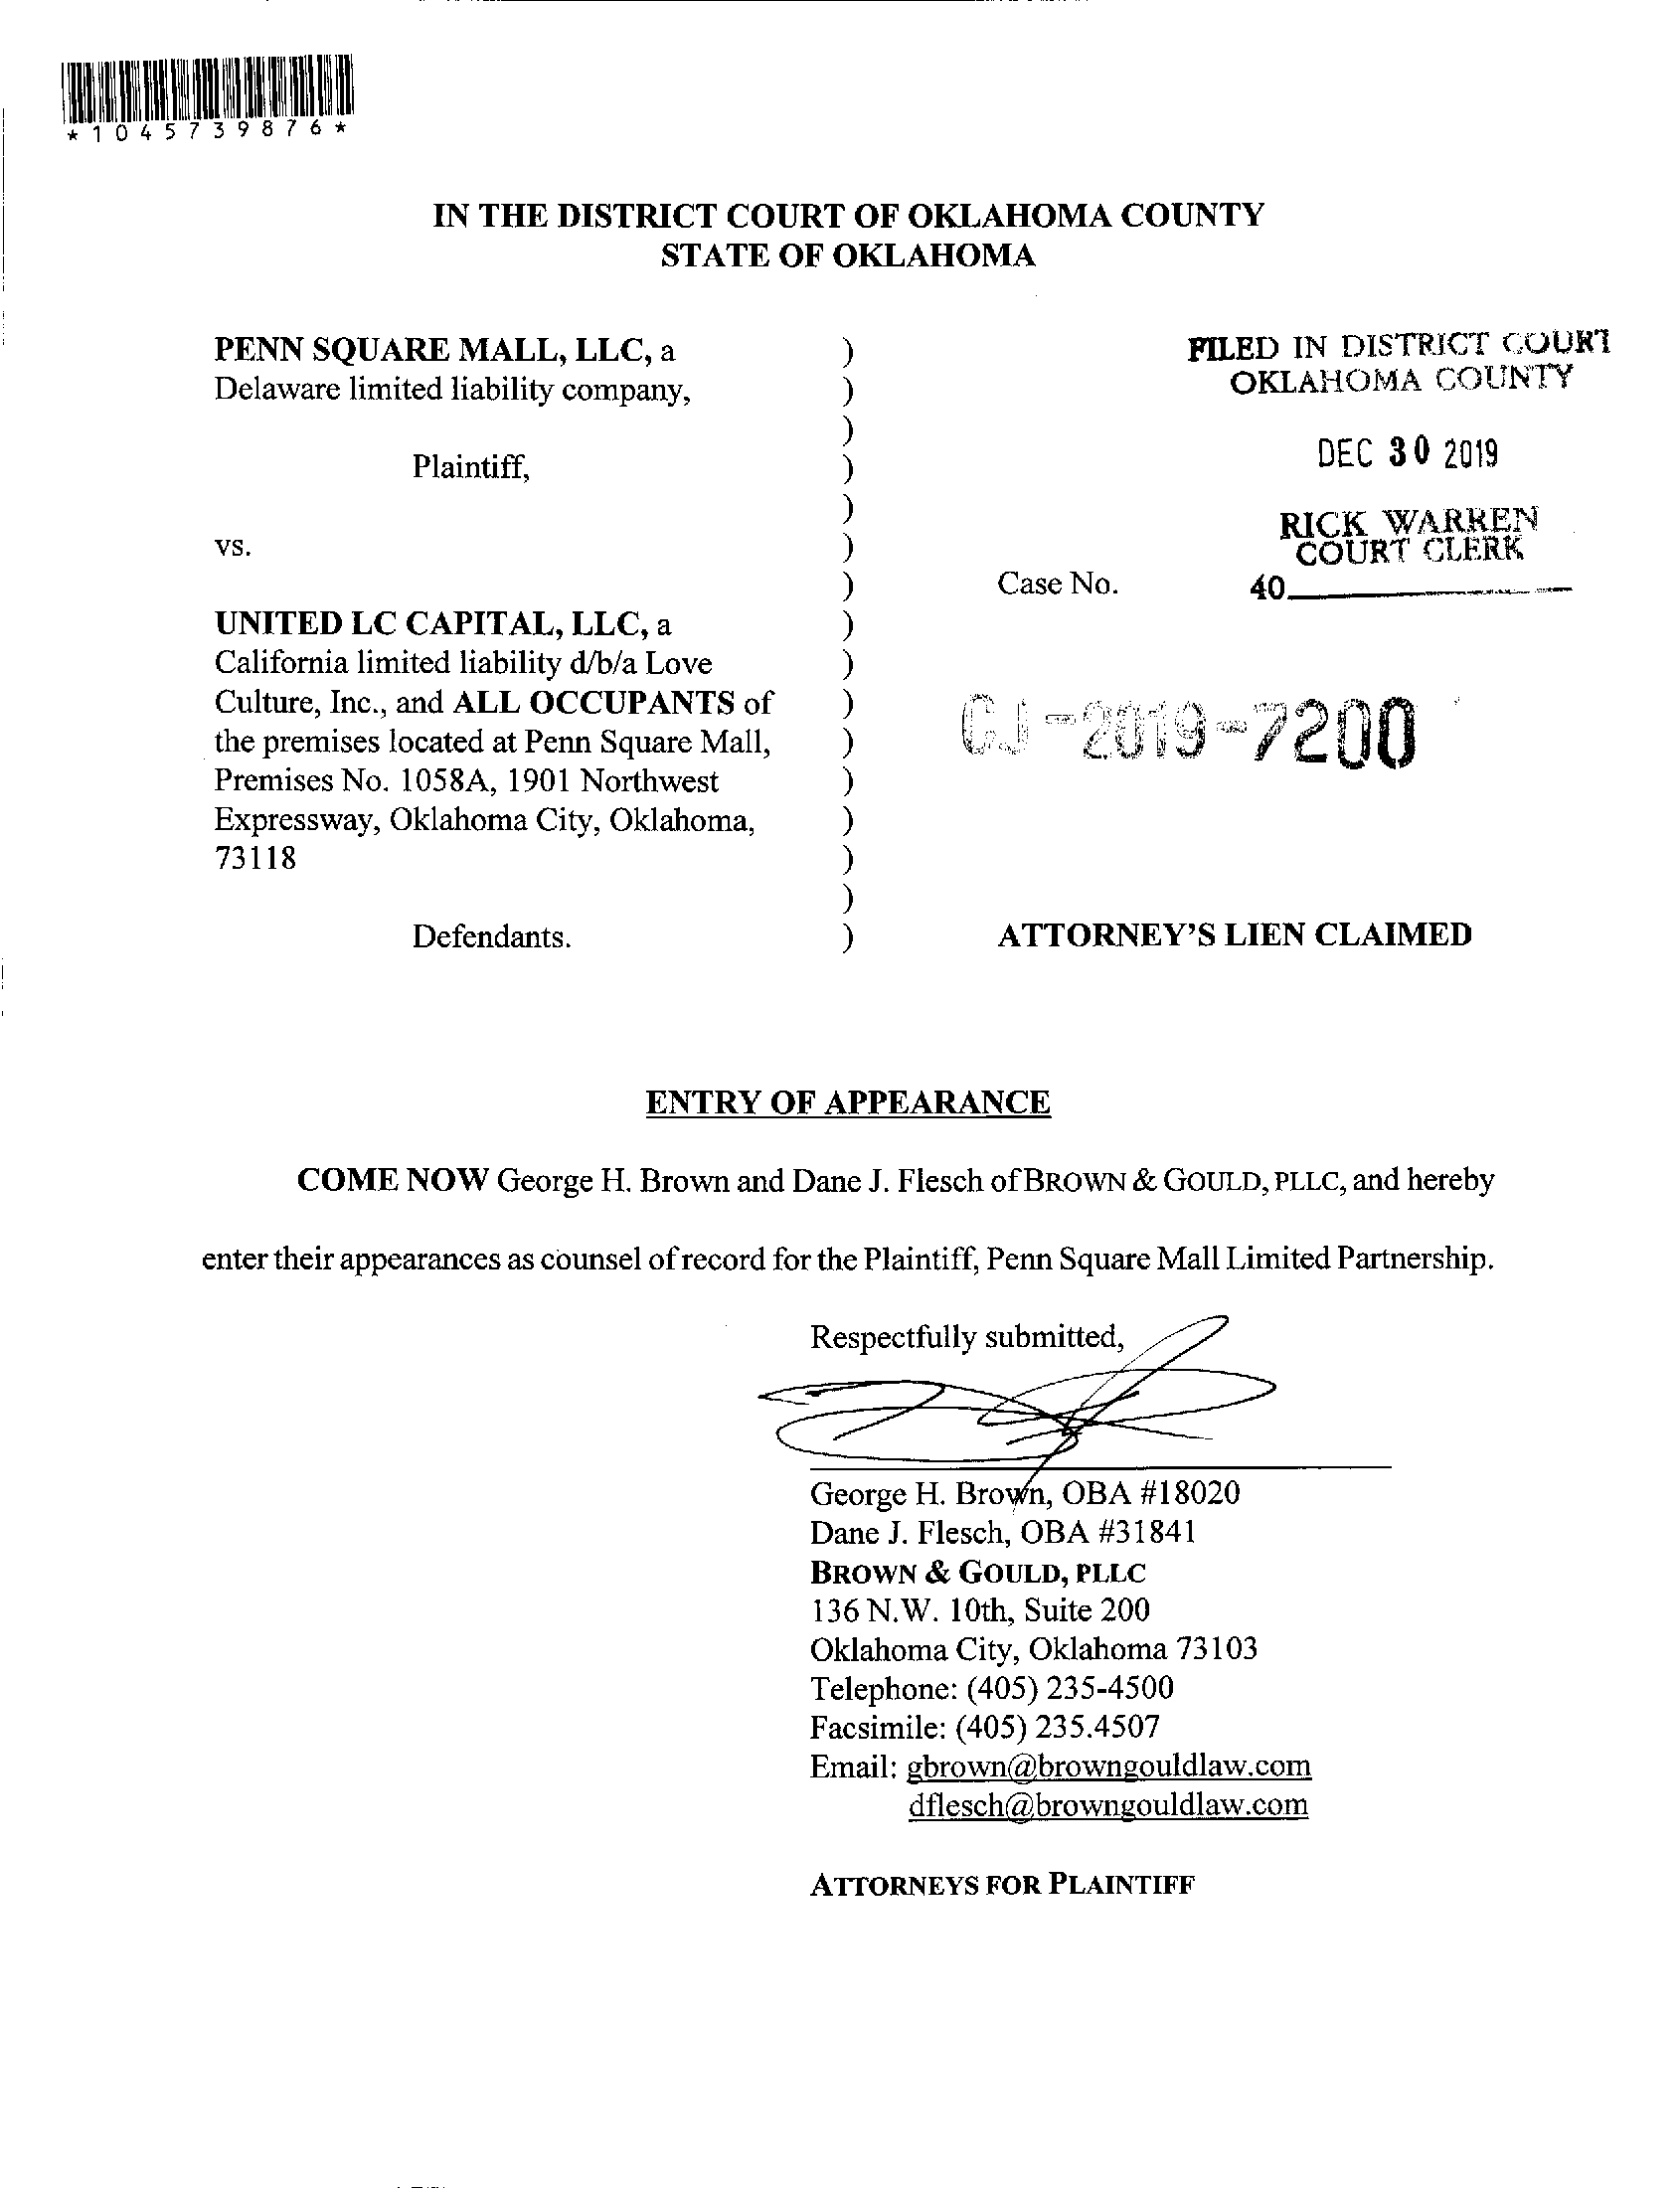 *1045739876*
IN THE DISTRICT COURT OF OKLAHOMA COUNTY
STATE OF OKLAHOMA
PENN SQUARE MALL, LLC, a )
Delaware limited liability company, )
)
Plaintiff, )
)
vs. )
)
UNITED LC CAPITAL, LLC, a )
California limited liability d/b/a Love )
Culture, Inc., and ALL OCCUPANTS of )
the premises located at Penn Square Mall, )
Premises No. 1058A, 1901 Northwest )
Expressway, Oklahoma City, Oklahoma, )
73118 )
)
Defendants. )
FILED IN DISTRICT COURT
OKLAHOMA COUNTY
DEC 30 2019
RICK WARREN
COURT CLERK
Case No. 40
CJ-2019-7200
ATTORNEY'S LIEN CLAIMED
ENTRY OF APPEARANCE
COME NOW George H. Brown and Dane J. Flesch of BROWN & GOULD, PLLC, and hereby
enter their appearances as counsel of record for the Plaintiff, Penn Square Mall Limited Partnership.
Respectfully submitted,
George H. Brown, OBA #18020
Dane J. Flesch, OBA #31841
BROWN & GOULD, PLLC
136 N.W. 10th, Suite 200
Oklahoma City, Oklahoma 73103
Telephone: (405) 235-4500
Facsimile: (405) 235.4507
Email: gbrown@browngouldlaw.com
dflesch@browngouldlaw.com
ATTORNEYS FOR PLAINTIFF